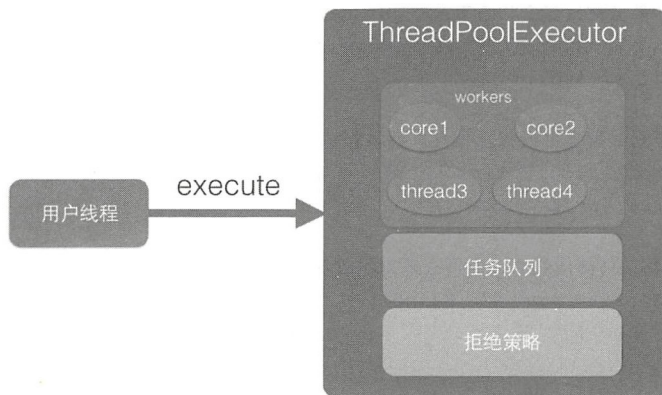 ThreadPoolExecutor
workers
core1 core2
execute
thread3 thread4
用户线程
任务队列
拒绝策略